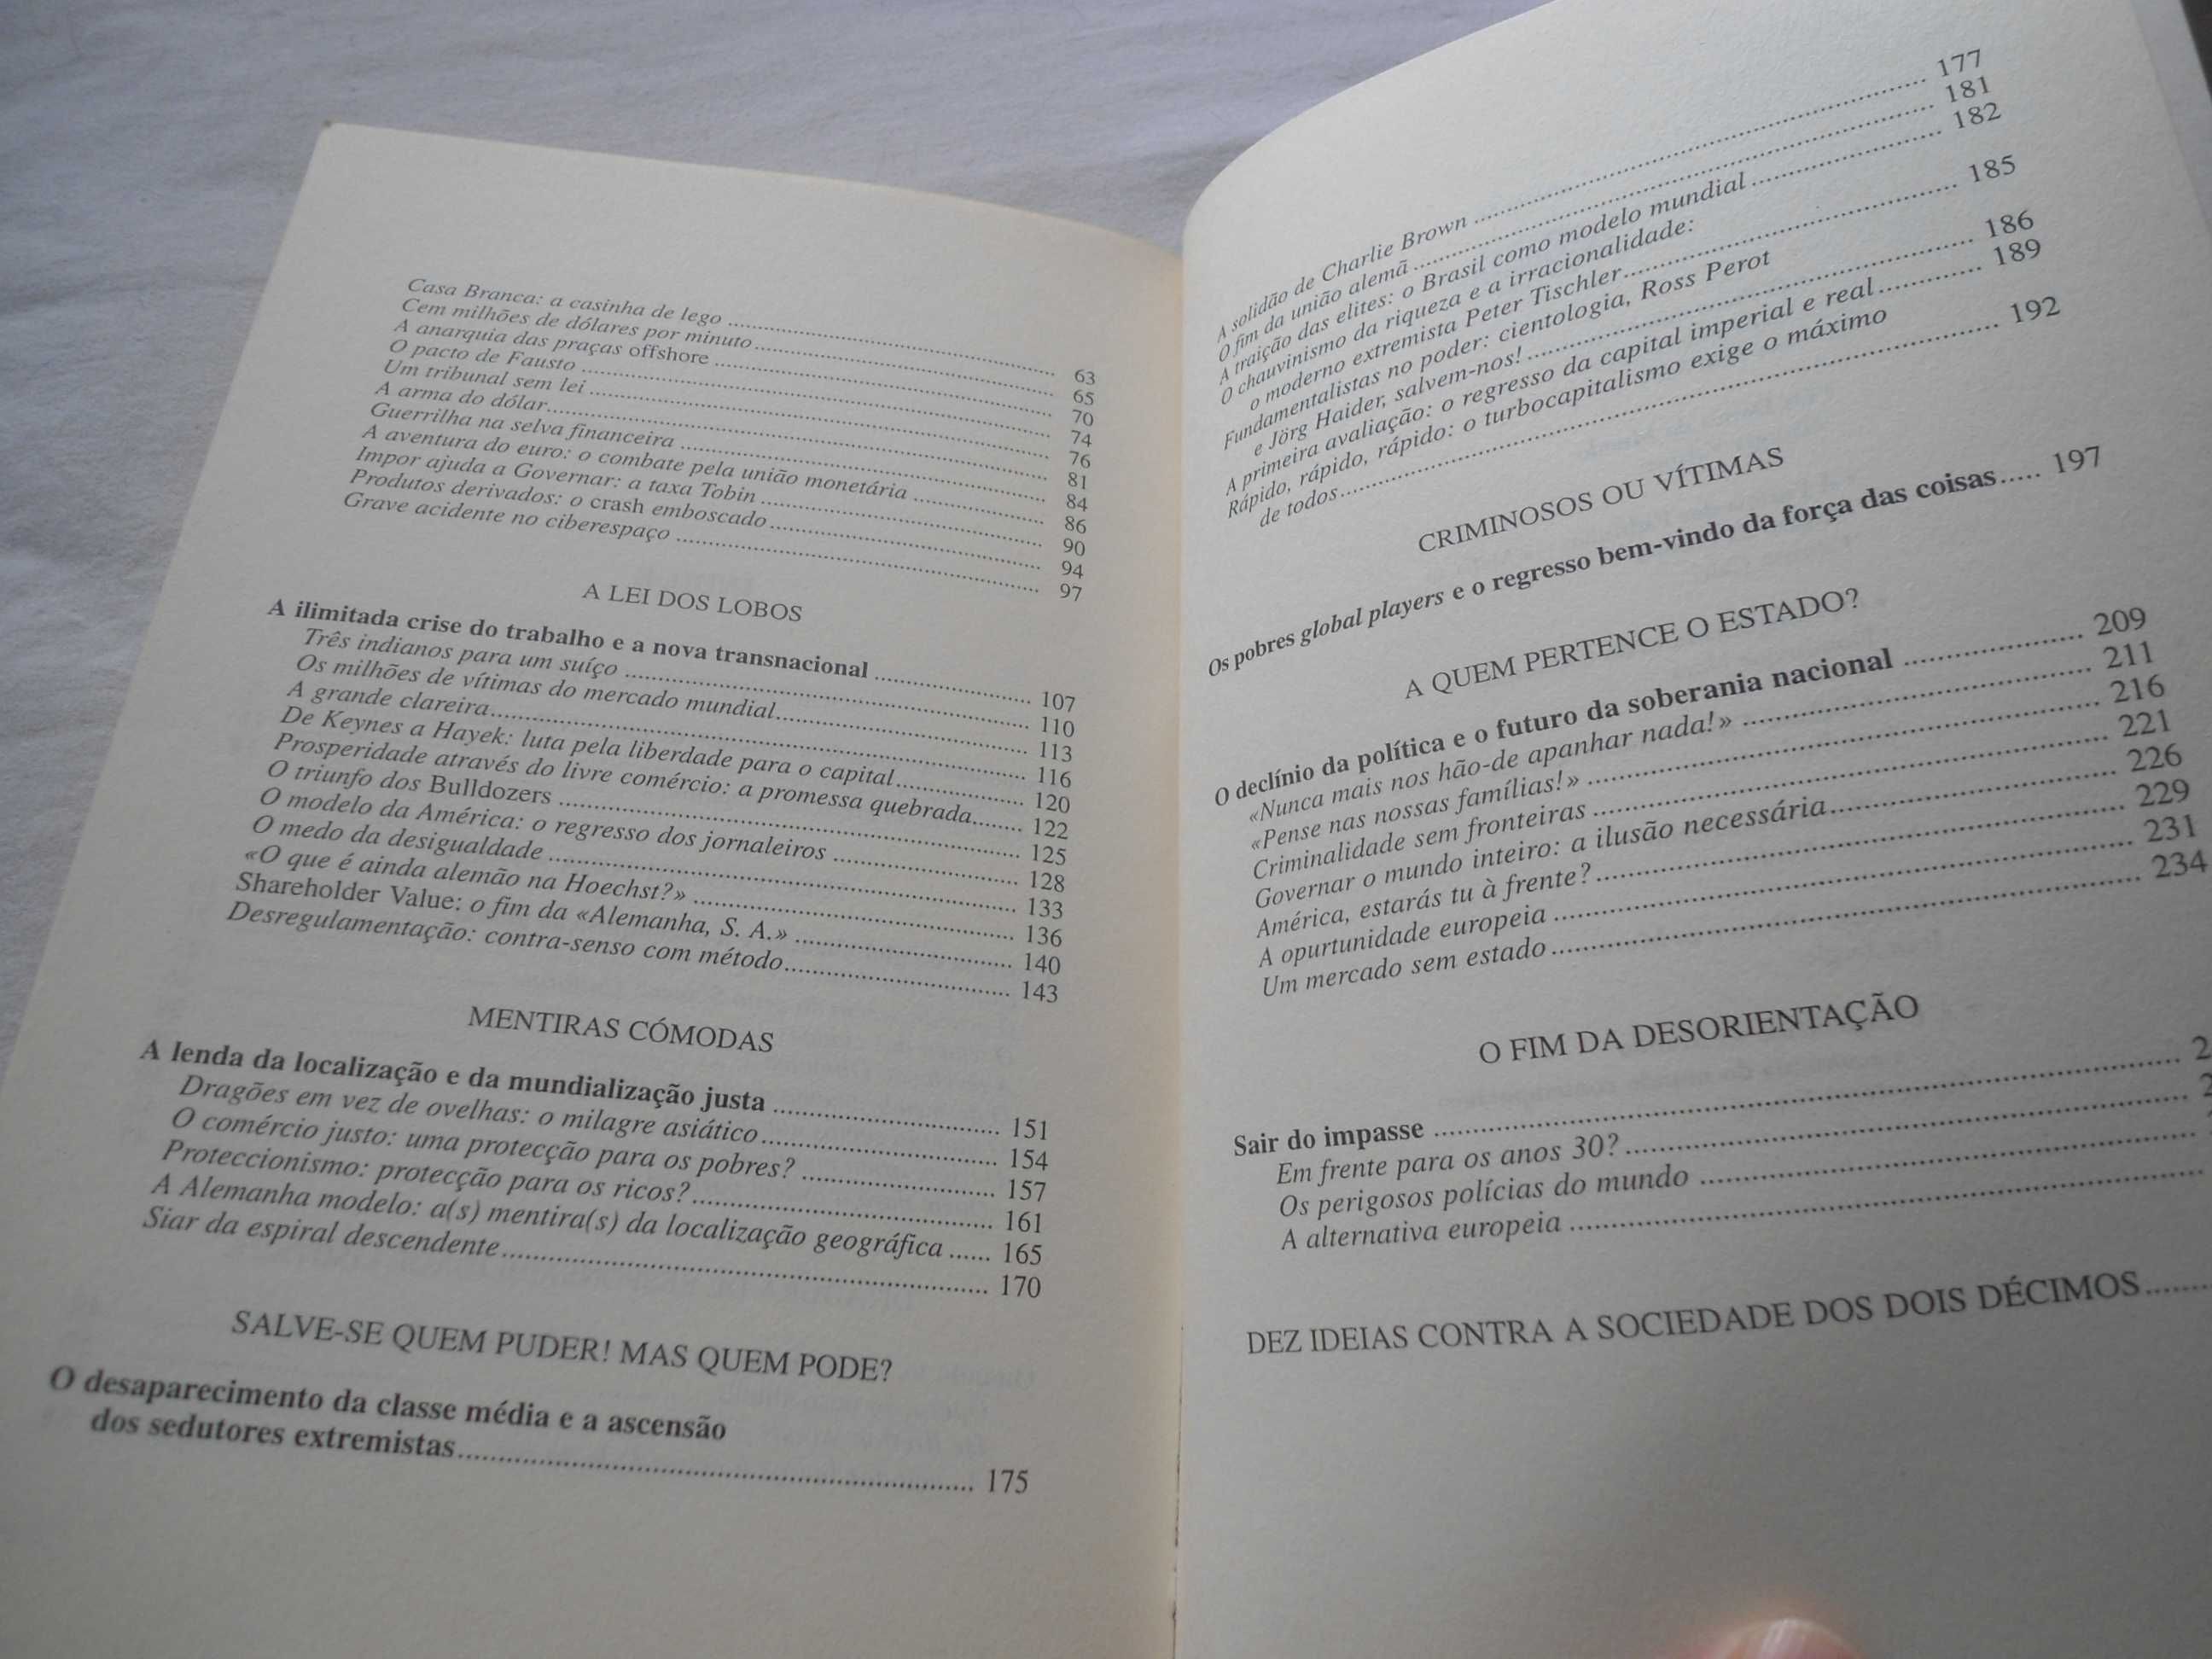 Casa Branca: a casinha de lego ........ 63
Cem milhões de dólares por minuto ........ 65
A anarquia das praças offshore ........ 70
O pacto de Fausto ........ 74
Um tribunal sem lei ........ 76
A arma do dólar ........ 81
Guerrilha na selva financeira ........ 84
A aventura do euro: o combate pela união monetária ........ 86
Impor ajuda a Governar: a taxa Tobin ........ 90
Produtos derivados: o crash emboscado ........ 94
Grave acidente no ciberespaço ........ 97
A LEI DOS LOBOS
A ilimitada crise do trabalho e a nova transnacional ........ 107
Três indianos para um suíço ........ 110
Os milhões de vítimas do mercado mundial ........ 113
A grande clareira ........ 116
De Keynes a Hayek: luta pela liberdade para o capital ........ 120
Prosperidade através do livre comércio: a promessa quebrada ........ 122
O triunfo dos Bulldozers ........ 125
O modelo da América: o regresso dos jornaleiros ........ 128
O medo da desigualdade ........ 133
«O que é ainda alemão na Hoechst?» ........ 136
Shareholder Value: o fim da «Alemanha, S. A.» ........ 140
Desregulamentação: contra-senso com método ........ 143
MENTIRAS CÓMODAS
A lenda da localização e da mundialização justa ........ 151
Dragões em vez de ovelhas: o milagre asiático ........ 154
O comércio justo: uma protecção para os pobres? ........ 157
Proteccionismo: protecção para os ricos? ........ 161
A Alemanha modelo: a(s) mentira(s) da localização geográfica ...... 165
Siar da espiral descendente ........ 170
SALVE-SE QUEM PUDER! MAS QUEM PODE?
O desaparecimento da classe média e a ascensão
dos sedutores extremistas ........ 175
A solidão de Charlie Brown ........ 177
O fim da união alemã ........ 181
A traição das elites: o Brasil como modelo mundial ........ 182
O chauvinismo da riqueza e a irracionalidade:
o moderno extremista Peter Tischler ........ 185
Fundamentalistas no poder: cientologia, Ross Perot
e Jörg Haider, salvem-nos! ........ 186
A primeira avaliação: o regresso da capital imperial e real ........ 189
Rápido, rápido, rápido: o turbocapitalismo exige o máximo
de todos ........ 192
CRIMINOSOS OU VÍTIMAS
Os pobres global players e o regresso bem-vindo da força das coisas ..... 197
A QUEM PERTENCE O ESTADO?
O declínio da política e o futuro da soberania nacional ........ 209
«Nunca mais nos hão-de apanhar nada!» ........ 211
«Pense nas nossas famílias!» ........ 216
Criminalidade sem fronteiras ........ 221
Governar o mundo inteiro: a ilusão necessária ........ 226
América, estarás tu à frente? ........ 229
A opurtunidade europeia ........ 231
Um mercado sem estado ........ 234
O FIM DA DESORIENTAÇÃO
Sair do impasse ........
Em frente para os anos 30? ........
Os perigosos polícias do mundo ........
A alternativa europeia ........
DEZ IDEIAS CONTRA A SOCIEDADE DOS DOIS DÉCIMOS ........